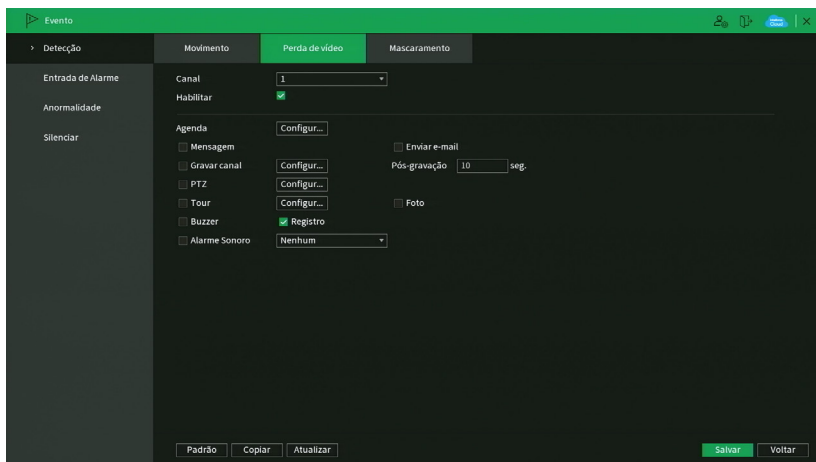 Evento
Detecção
Movimento Perda de vídeo Mascaramento
Entrada de Alarme
Anormalidade
Silenciar
Canal 1
Habilitar
Agenda Configur...
Mensagem Enviar e-mail
Gravar canal Configur... Pós-gravação 10 seg.
PTZ Configur...
Tour Configur... Foto
Buzzer Registro
Alarme Sonoro Nenhum
Padrão Copiar Atualizar Salvar Voltar